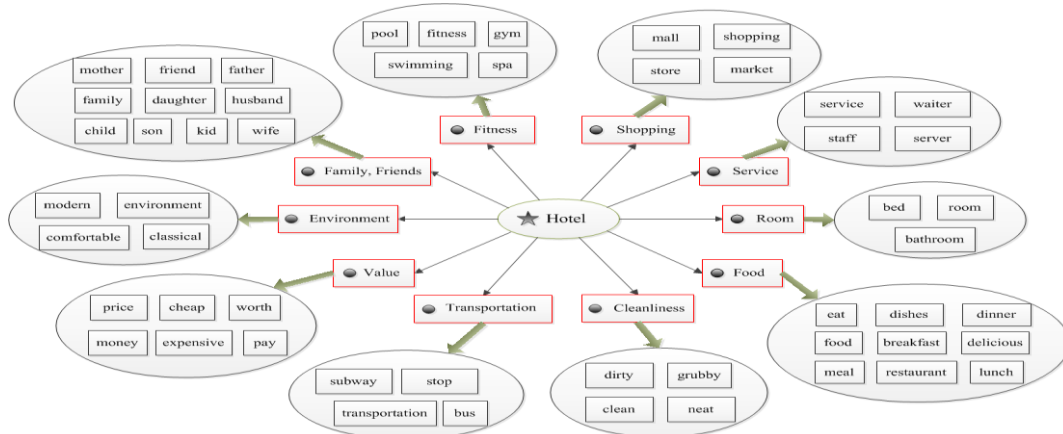 pool fitness gym
swimming spa
mall shopping
store market
mother friend father
family daughter husband
child son kid wife
service waiter
staff server
Fitness
Shopping
Family, Friends
Service
modern environment
comfortable classical
Environment
Hotel
Room
bed room
bathroom
Value
Food
price cheap worth
money expensive pay
Transportation
Cleanliness
eat dishes dinner
food breakfast delicious
meal restaurant lunch
subway stop
transportation bus
dirty grubby
clean neat